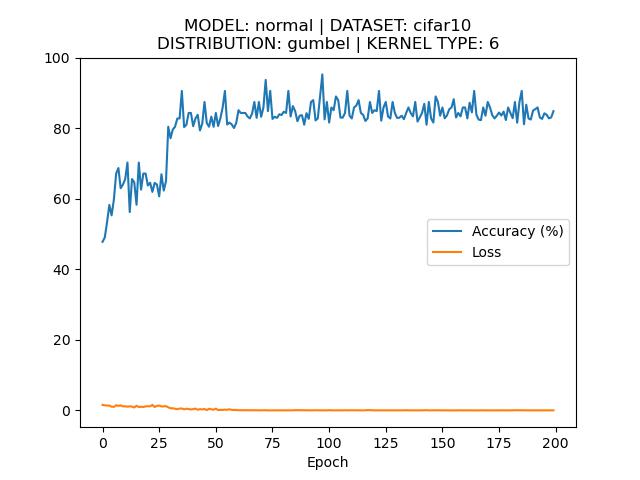 MODEL: normal | DATASET: cifar10
DISTRIBUTION: gumbel | KERNEL TYPE: 6
100
80
60
40
20
0
Accuracy (%)
Loss
0 25 50 75 100 125 150 175 200
Epoch